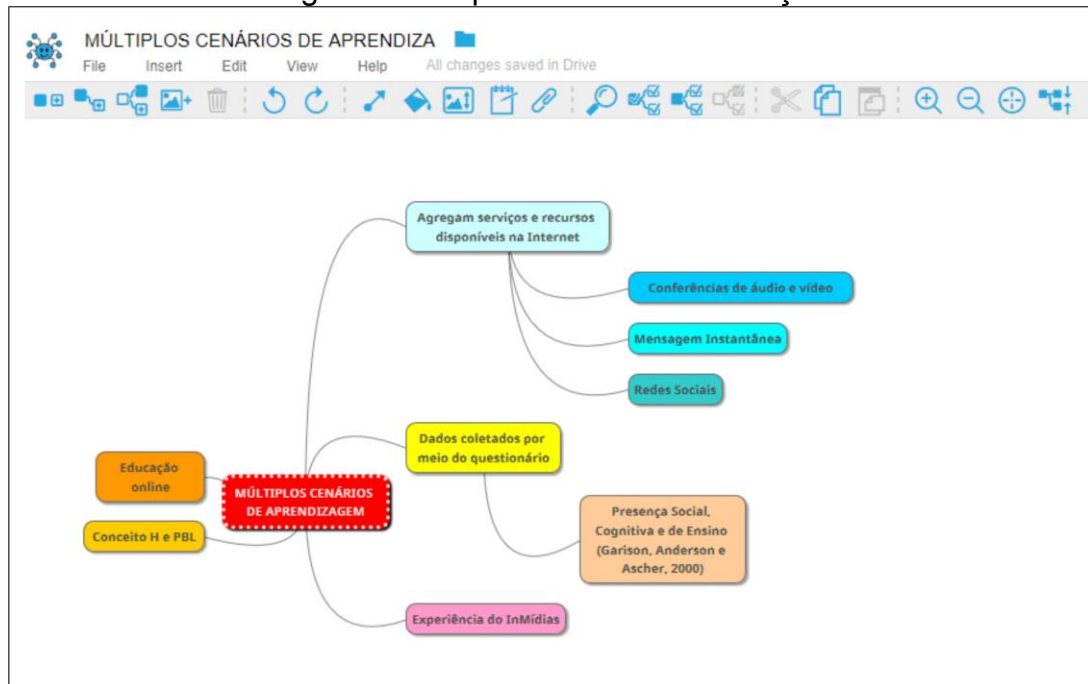 MÚLTIPLOS CENÁRIOS DE APRENDIZA
File Insert Edit View Help All changes saved in Drive
Agregam serviços e recursos
disponíveis na Internet
Conferências de áudio e vídeo
Mensagem Instantânea
Redes Sociais
Dados coletados por
meio do questionário
Educação
online
MÚLTIPLOS CENÁRIOS
DE APRENDIZAGEM
Conceito H e PBL
Presença Social,
Cognitiva e de Ensino
(Garison, Anderson e
Ascher, 2000)
Experiência do InMídias